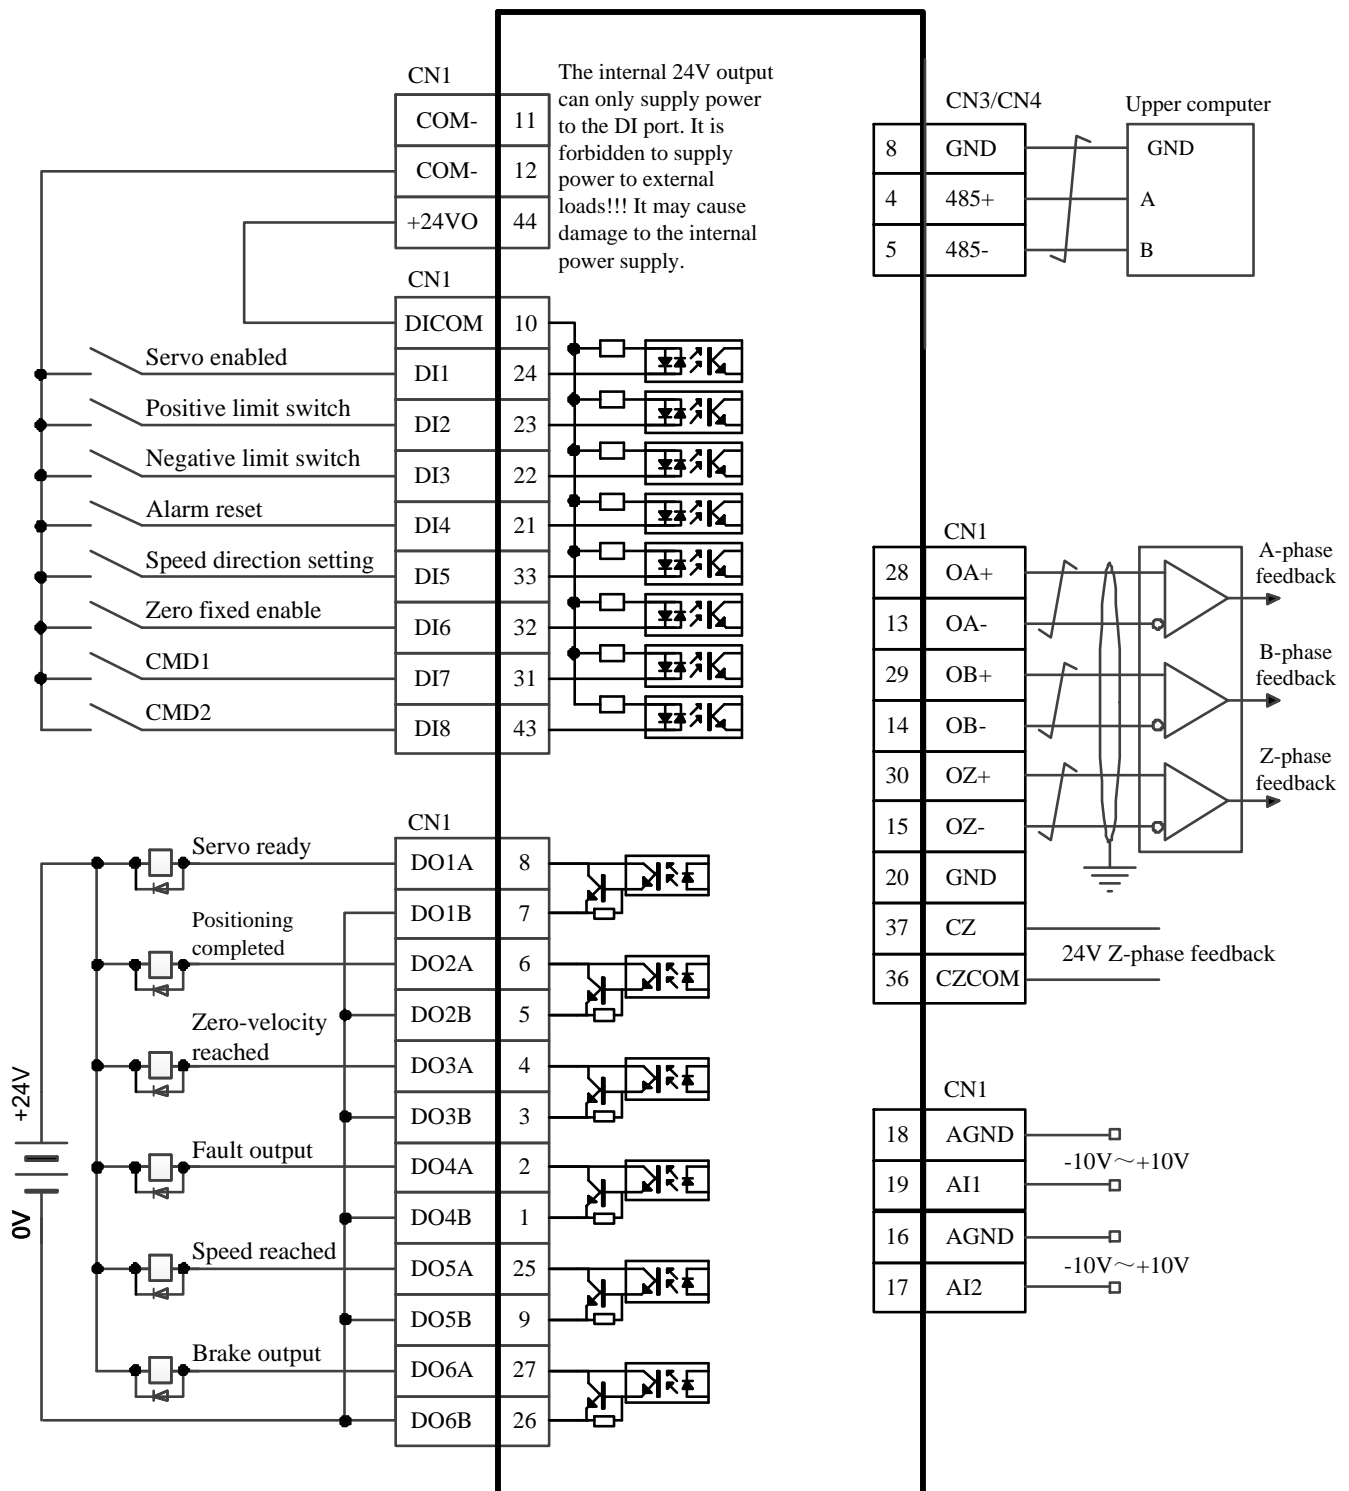 CN1
COM- 11
COM- 12
+24VO 44
The internal 24V output
can only supply power
to the DI port. It is
forbidden to supply
power to external
loads!!! It may cause
damage to the internal
power supply.
CN1
DICOM 10
Servo enabled
DI1 24
Positive limit switch
DI2 23
Negative limit switch
DI3 22
Alarm reset
DI4 21
Speed direction setting
DI5 33
Zero fixed enable
DI6 32
CMD1
DI7 31
CMD2
DI8 43
CN1
Servo ready
DO1A 8
DO1B 7
Positioning
completed
DO2A 6
DO2B 5
Zero-velocity
reached
DO3A 4
DO3B 3
Fault output
DO4A 2
DO4B 1
Speed reached
DO5A 25
DO5B 9
Brake output
DO6A 27
DO6B 26
+24V
0V
CN3/CN4
Upper computer
8 GND GND
4 485+ A
5 485- B
CN1
28 OA+
13 OA-
29 OB+
14 OB-
30 OZ+
15 OZ-
20 GND
37 CZ
36 CZCOM
A-phase
feedback
B-phase
feedback
Z-phase
feedback
24V Z-phase feedback
CN1
18 AGND
-10V～+10V
19 AI1
16 AGND
-10V～+10V
17 AI2